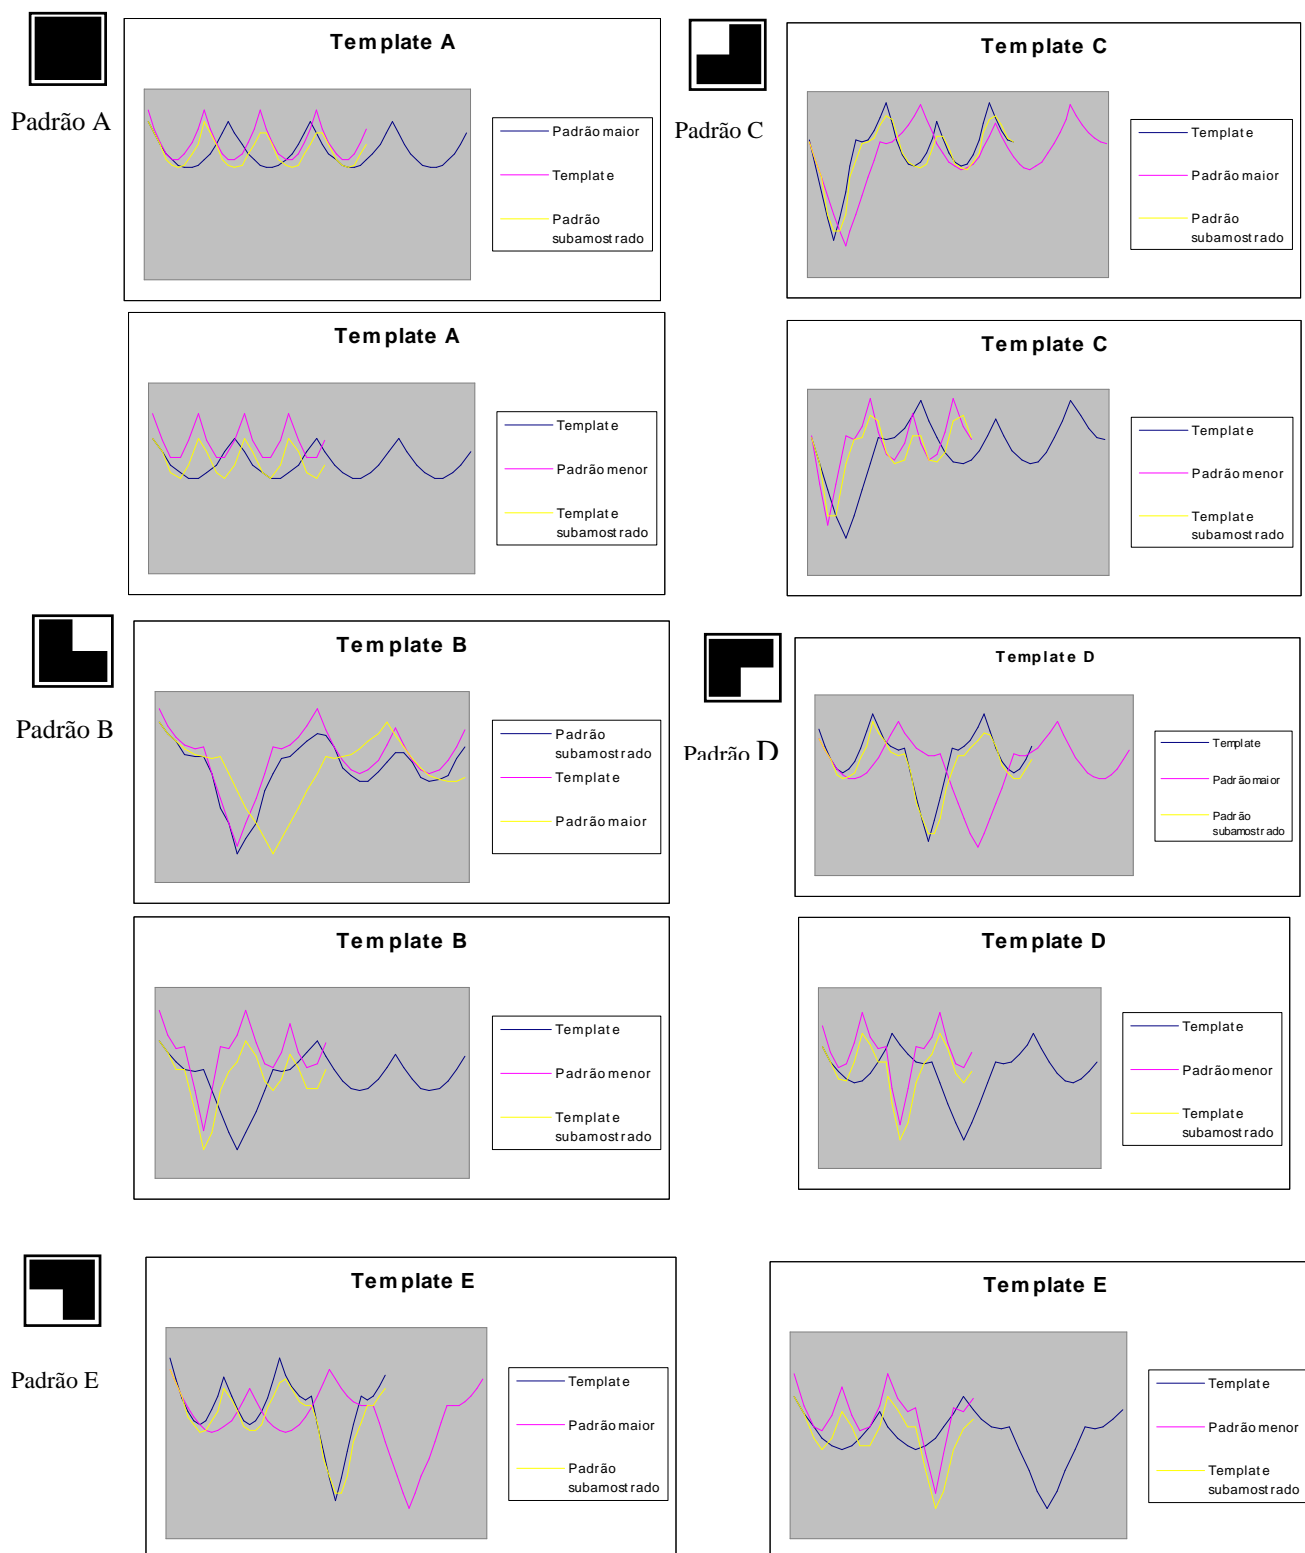 Template A
Padrão A
Padrão maior
Template
Padrão
subamostrado
Template C
Padrão C
Template
Padrão maior
Padrão
subamostrado
Template A
Template
Padrão menor
Template
subamostrado
Template C
Template
Padrão menor
Template
subamostrado
Template B
Padrão B
Padrão
subamostrado
Template
Padrão maior
Template D
Padrão D
Template
Padrão maior
Padrão
subamostrado
Template B
Template
Padrão menor
Template
subamostrado
Template D
Template
Padrão menor
Template
subamostrado
Template E
Padrão E
Template
Padrão maior
Padrão
subamostrado
Template E
Template
Padrão menor
Template
subamostrado